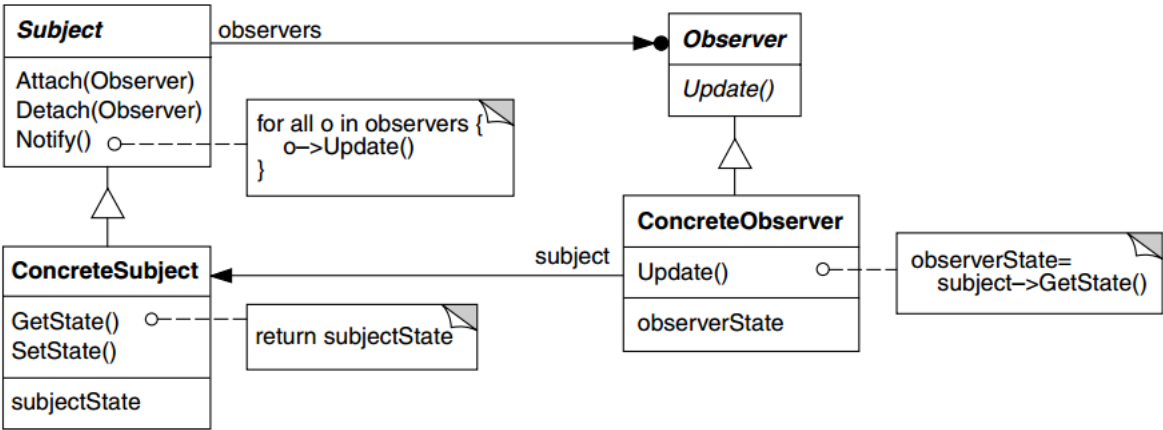 Subject
Attach(Observer)
Detach(Observer)
Notify()
observers
Observer
Update()
for all o in observers {
o–>Update()
}
ConcreteSubject
GetState()
SetState()
subjectState
return subjectState
subject
ConcreteObserver
Update()
observerState
observerState=
subject–>GetState()